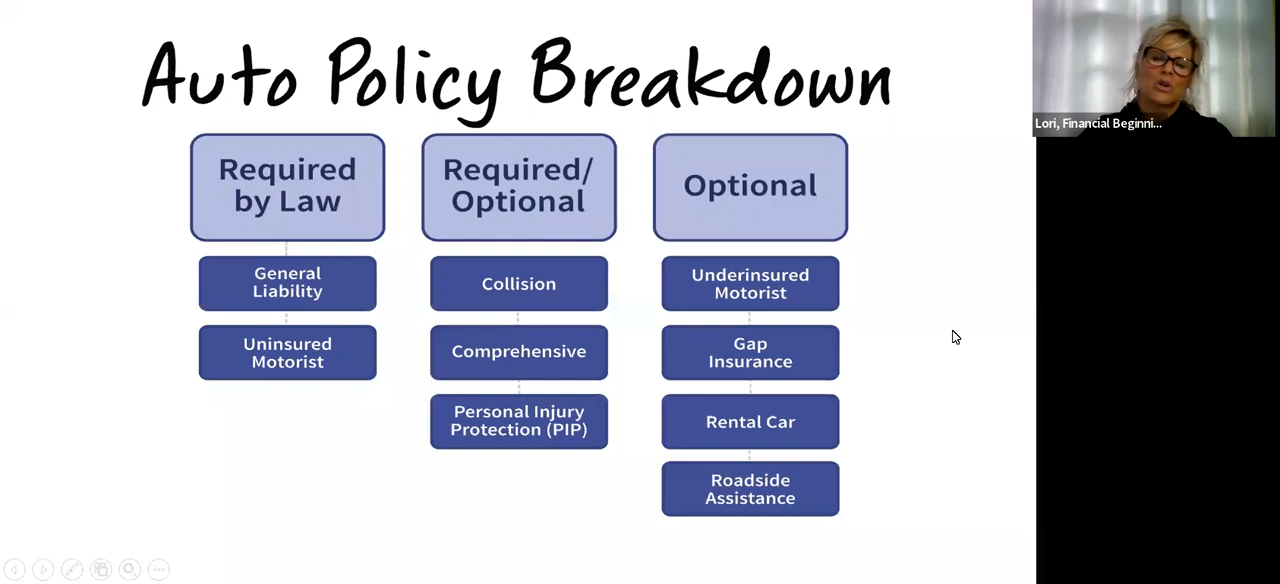 Auto Policy Breakdown
Required
by Law
General
Liability
Uninsured
Motorist
Required/
Optional
Collision
Comprehensive
Personal Injury
Protection (PIP)
Optional
Underinsured
Motorist
Gap
Insurance
Rental Car
Roadside
Assistance
Lori, Financial Beginni...